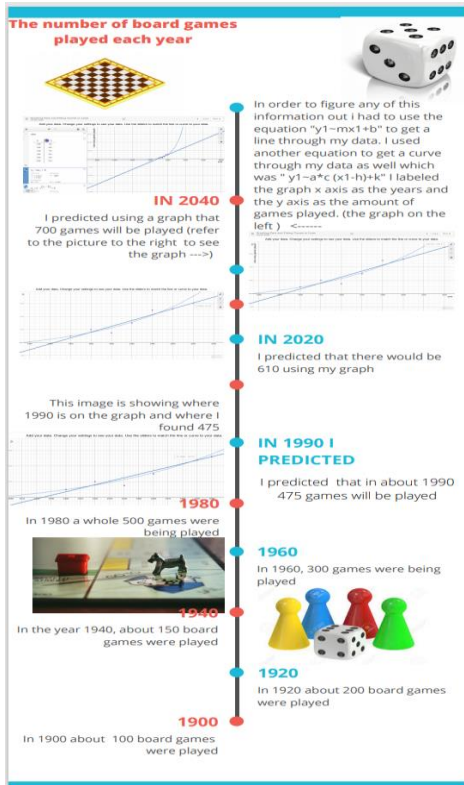 The number of board games
played each year
In order to figure any of this
information out i had to use the
equation "y1~mx1+b" to get a
line through my data. I used
another equation to get a curve
through my data as well which
was " y1~a*c (x1-h)+k" I labeled
the graph x axis as the years and
the y axis as the amount of
games played. (the graph on the
left ) <------
IN 2040
I predicted using a graph that
700 games will be played (refer
to the picture to the right to see
the graph --->)
IN 2020
I predicted that there would be
610 using my graph
This image is showing where
1990 is on the graph and where I
found 475
IN 1990 I
PREDICTED
I predicted that in about 1990
475 games will be played
1980
In 1980 a whole 500 games were
being played
1960
In 1960, 300 games were being
played
1940
In the year 1940, about 150 board
games were played
1920
In 1920 about 200 board games
were played
1900
In 1900 about 100 board games
were played